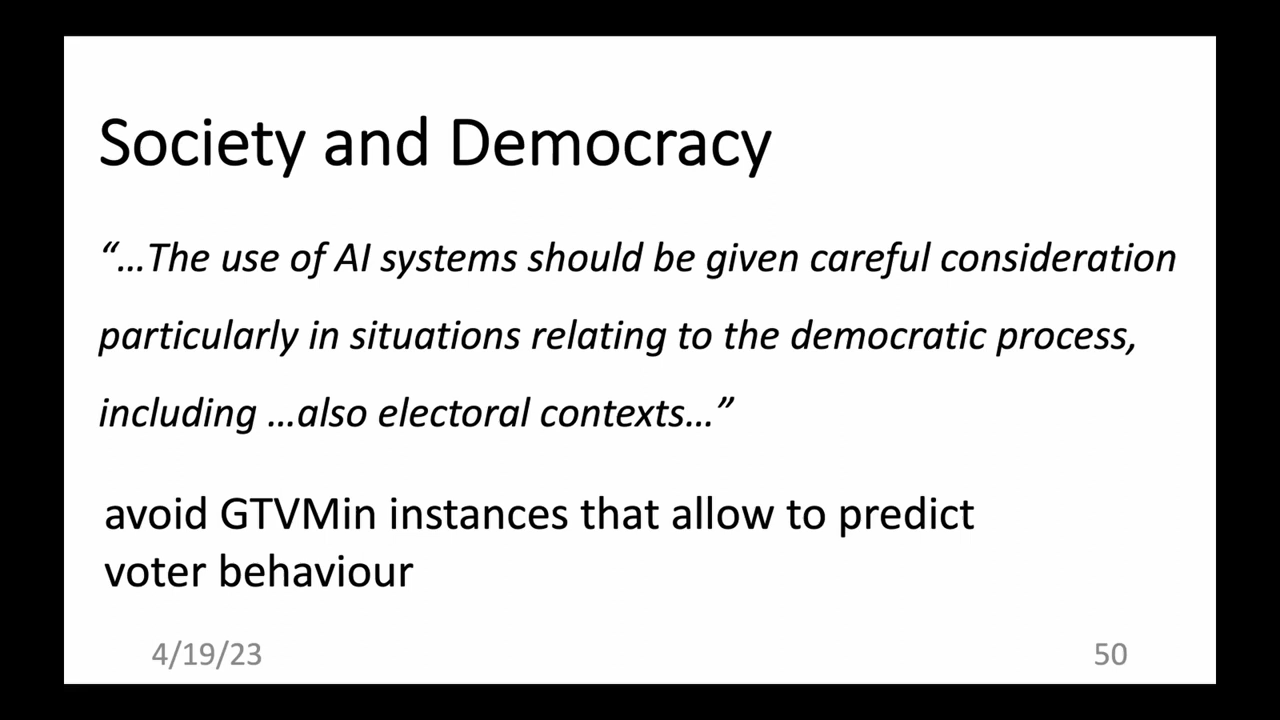 Society and Democracy
“…The use of AI systems should be given careful consideration
particularly in situations relating to the democratic process,
including …also electoral contexts…”
avoid GTVMin instances that allow to predict
voter behaviour
4/19/23
50